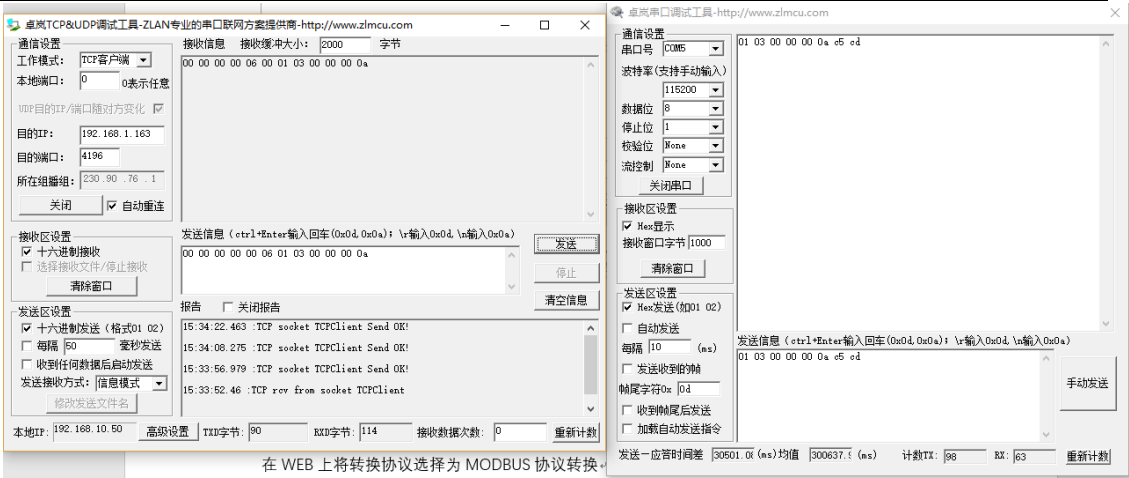 卓岚TCP&UDP调试工具-ZLAN专业的串口联网方案提供商-http://www.zlmcu.com
通信设置
工作模式： TCP客户端
本地端口： 0 0表示任意
UDP目的IP/端口随对方变化
目的IP： 192.168.1.163
目的端口： 4196
所在组播组： 230 .90 .76 .1
关闭 自动重连
接收区设置
十六进制接收
选择接收文件/停止接收
清除窗口
发送区设置
十六进制发送（格式01 02）
每隔 50 毫秒发送
收到任何数据后启动发送
发送接收方式： 信息模式
修改发送文件名
接收信息 接收缓冲大小： 2000 字节
00 00 00 00 06 00 01 03 00 00 00 0a
发送信息（ctrl+Enter输入回车(0x0d,0x0a)；\r输入0x0d,\n输入0x0a)
00 00 00 00 00 06 01 03 00 00 00 0a
发送
停止
清空信息
报告 关闭报告
15:34:22.463 :TCP socket TCPClient Send OK!
15:34:08.275 :TCP socket TCPClient Send OK!
15:33:56.979 :TCP socket TCPClient Send OK!
15:33:52.46 :TCP rcv from socket TCPClient
本地IP: 192.168.10.50 高级设置 TXD字节: 90 RXD字节: 114 接收数据次数: 0 重新计数
在 WEB 上将转换协议选择为 MODBUS 协议转换
卓岚串口调试工具-http://www.zlmcu.com
通信设置
串口号 COM5
波特率(支持手动输入)
115200
数据位 8
停止位 1
校验位 None
流控制 None
关闭串口
接收区设置
Hex显示
接收窗口字节 1000
清除窗口
发送区设置
Hex发送(如01 02)
自动发送
每隔 10 (ms)
发送收到的帧
帧尾字符0x 0d
收到帧尾后发送
加载自动发送指令
01 03 00 00 00 0a c5 cd
发送信息（ctrl+Enter输入回车(0x0d,0x0a)；\r输入0x0d,\n输入0x0a)
01 03 00 00 00 0a c5 cd
手动发送
发送一应答时间差 30501.0( (ms)均值 300637.! (ms) 计数TX: 98 RX: 63 重新计数